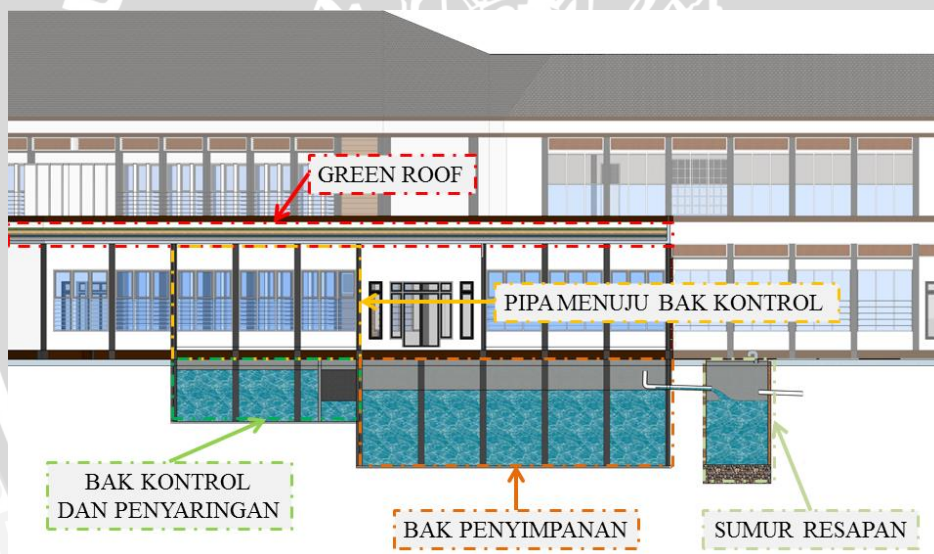 GREEN ROOF
PIPA MENUJU BAK KONTROL
BAK KONTROL
DAN PENYARINGAN
BAK PENYIMPANAN
SUMUR RESAPAN